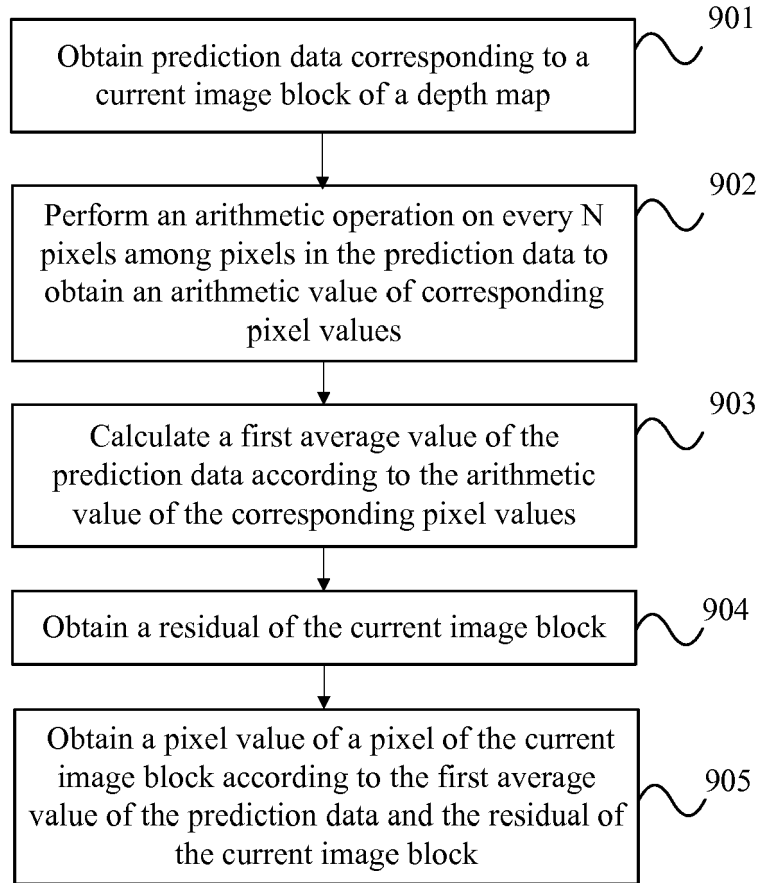 901
Obtain prediction data corresponding to a
current image block of a depth map
902
Perform an arithmetic operation on every N
pixels among pixels in the prediction data to
obtain an arithmetic value of corresponding
pixel values
903
Calculate a first average value of the
prediction data according to the arithmetic
value of the corresponding pixel values
904
Obtain a residual of the current image block
Obtain a pixel value of a pixel of the current
image block according to the first average
value of the prediction data and the residual of
the current image block
905